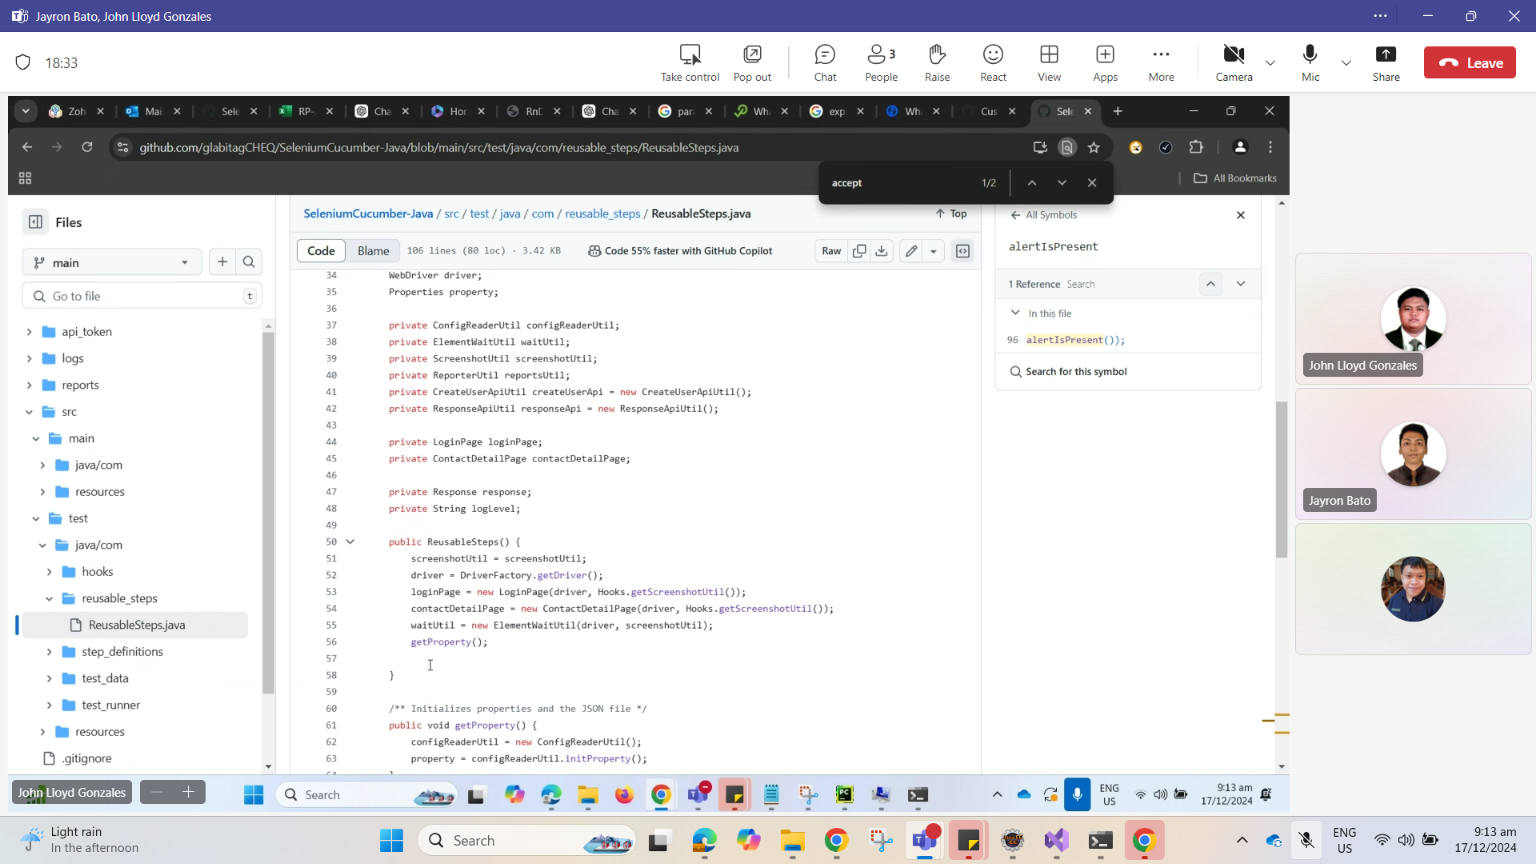 Jayron Bato, John Lloyd Gonzales
18:33
Take control
Pop out
Chat
3
People
Raise
React
View
Apps
More
Camera
Mic
Share
Leave
Zoh
Mai
Sele
RP-
Cha
Hor
RnD
Cha
par
Wh
exp
Wha
Cus
Sele
github.com/glabitagCHEQ/SeleniumCucumber-Java/blob/main/src/test/java/com/reusable_steps/ReusableSteps.java
accept
1/2
All Bookmarks
Files
main
Go to file
t
api_token
logs
reports
src
main
java/com
resources
test
java/com
hooks
reusable_steps
ReusableSteps.java
step_definitions
test_data
test_runner
resources
.gitignore
SeleniumCucumber-Java / src / test / java / com / reusable_steps / ReusableSteps.java
Top
Code
Blame
106 lines (80 loc) · 3.42 KB
Code 55% faster with GitHub Copilot
Raw
34 WebDriver driver;
35 Properties property;
36
37 private ConfigReaderUtil configReaderUtil;
38 private ElementWaitUtil waitUtil;
39 private ScreenshotUtil screenshotUtil;
40 private ReporterUtil reportsUtil;
41 private CreateUserApiUtil createUserApi = new CreateUserApiUtil();
42 private ResponseApiUtil responseApi = new ResponseApiUtil();
43
44 private LoginPage loginPage;
45 private ContactDetailPage contactDetailPage;
46
47 private Response response;
48 private String logLevel;
49
50 public ReusableSteps() {
51 screenshotUtil = screenshotUtil;
52 driver = DriverFactory.getDriver();
53 loginPage = new LoginPage(driver, Hooks.getScreenshotUtil());
54 contactDetailPage = new ContactDetailPage(driver, Hooks.getScreenshotUtil());
55 waitUtil = new ElementWaitUtil(driver, screenshotUtil);
56 getProperty();
57
58 }
59
60 /** Initializes properties and the JSON file */
61 public void getProperty() {
62 configReaderUtil = new ConfigReaderUtil();
63 property = configReaderUtil.initProperty();
All Symbols
alertIsPresent
1 Reference Search
In this file
96 alertIsPresent());
Search for this symbol
John Lloyd Gonzales
Jayron Bato
John Lloyd Gonzales
Search
ENG
US
9:13 am
17/12/2024
Light rain
In the afternoon
Search
ENG
US
9:13 am
17/12/2024